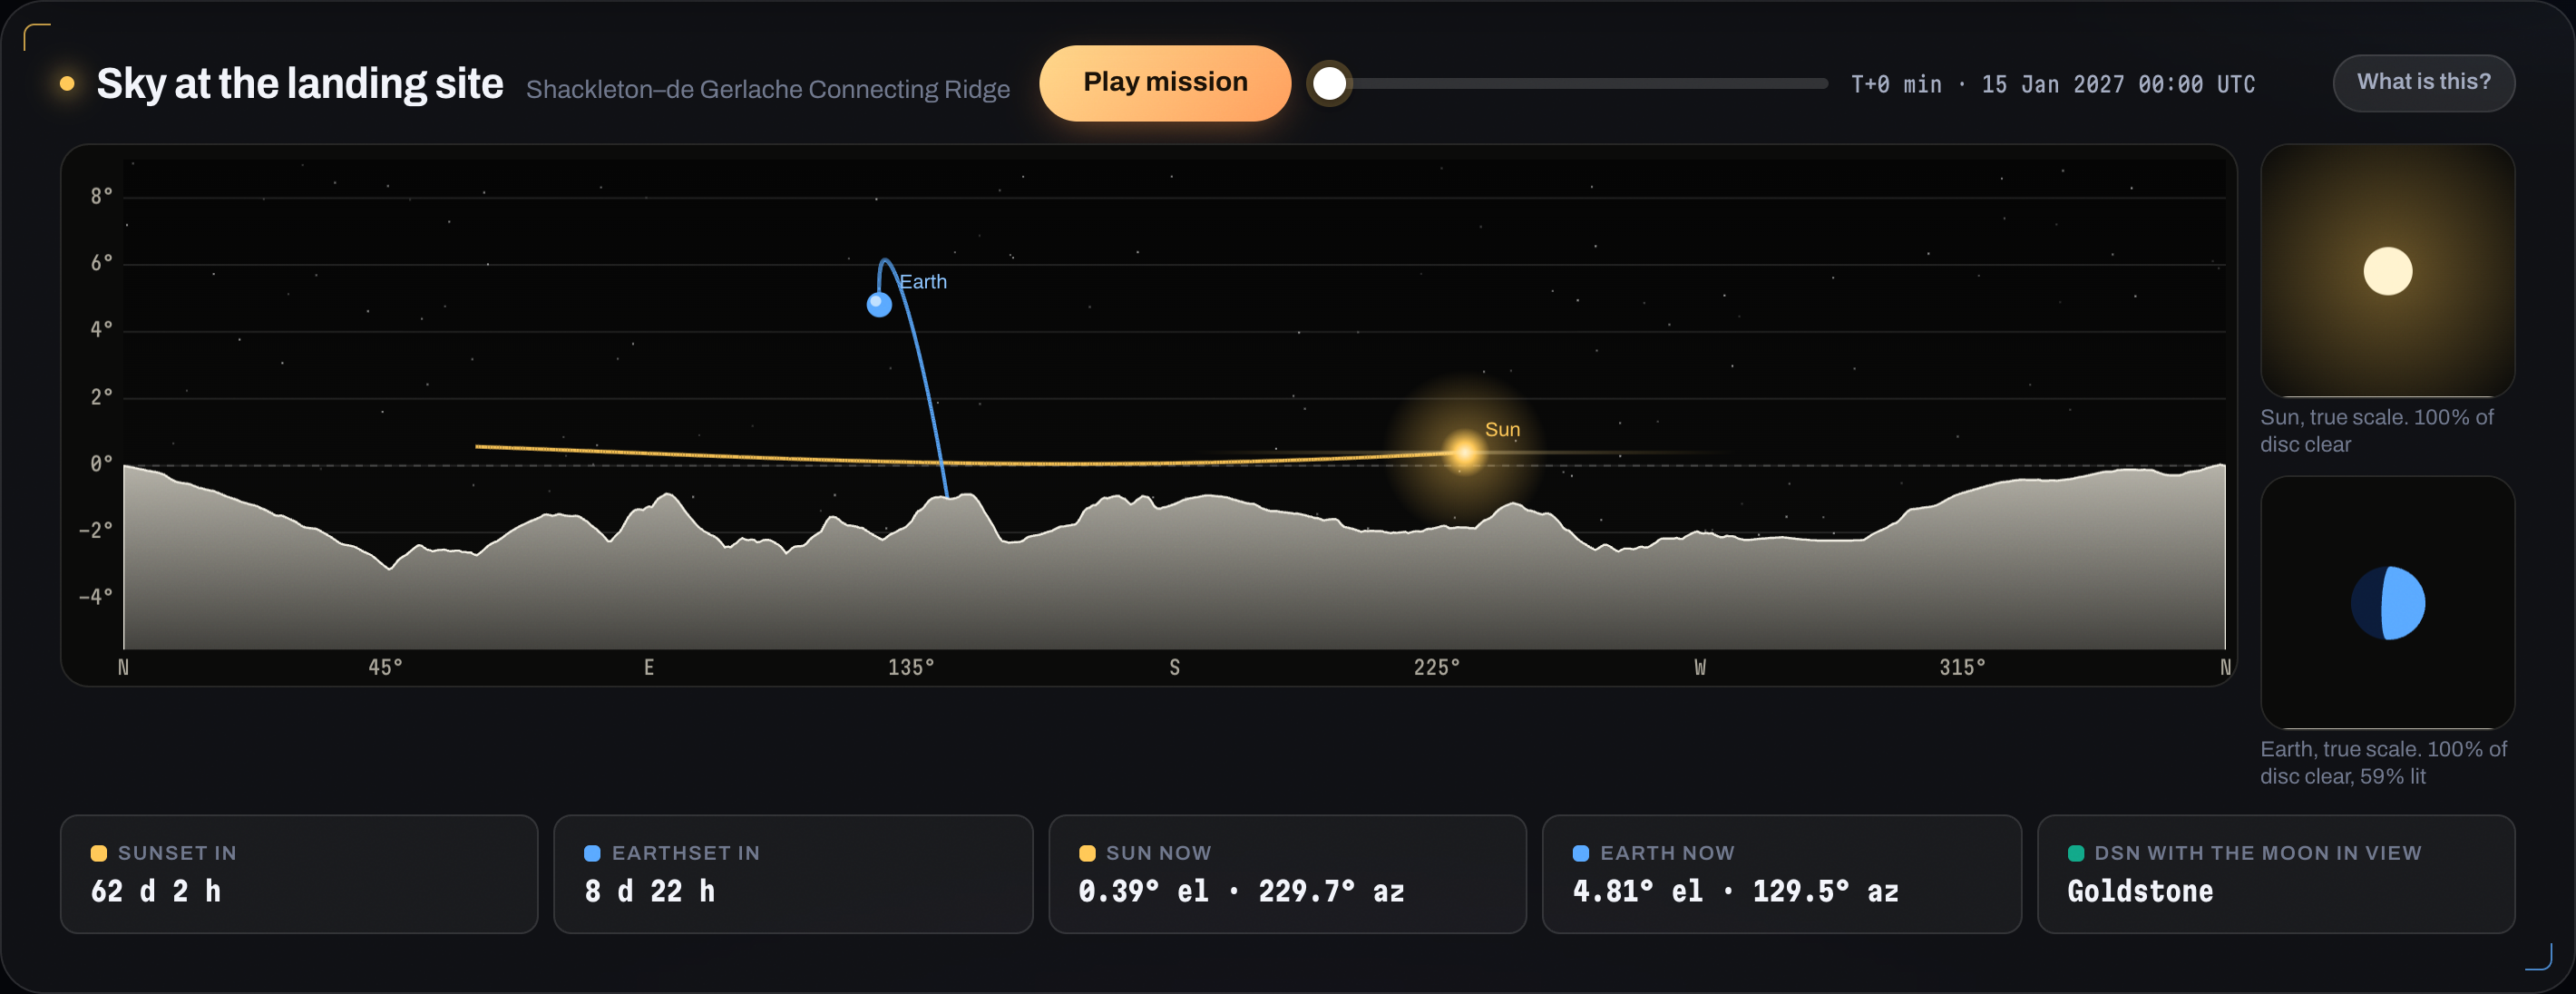 Sky at the landing site
Shackleton–de Gerlache Connecting Ridge
Play mission
T+0 min · 15 Jan 2027 00:00 UTC
What is this?
8°
6°
4°
2°
0°
−2°
−4°
Earth
Sun
N
45°
E
135°
S
225°
W
315°
N
Sun, true scale. 100% of
disc clear
Earth, true scale. 100% of
disc clear, 59% lit
SUNSET IN
62 d 2 h
EARTHSET IN
8 d 22 h
SUN NOW
0.39° el · 229.7° az
EARTH NOW
4.81° el · 129.5° az
DSN WITH THE MOON IN VIEW
Goldstone